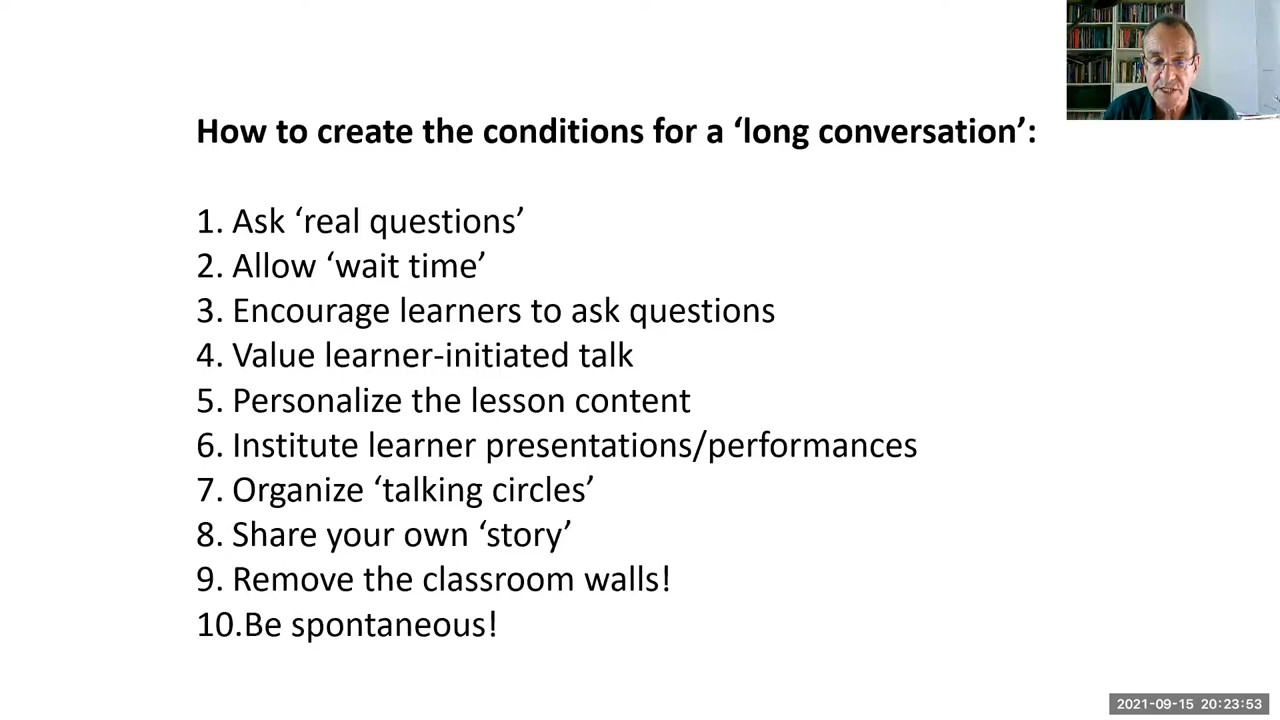 How to create the conditions for a ‘long conversation’:
1. Ask ‘real questions’
2. Allow ‘wait time’
3. Encourage learners to ask questions
4. Value learner-initiated talk
5. Personalize the lesson content
6. Institute learner presentations/performances
7. Organize ‘talking circles’
8. Share your own ‘story’
9. Remove the classroom walls!
10.Be spontaneous!
2021-09-15 20:23:53